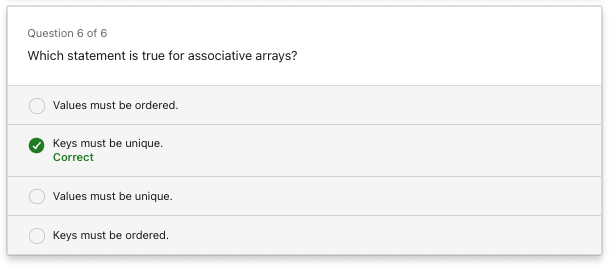 Question 6 of 6
Which statement is true for associative arrays?
Values must be ordered.
Keys must be unique.
Correct
Values must be unique.
Keys must be ordered.